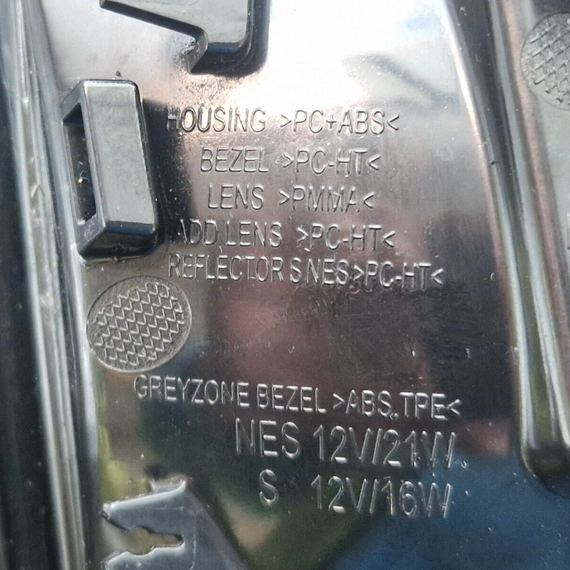 HOUSING >PC+ABS<
BEZEL >PC-HT<
LENS >PMMA<
ADD LENS >PC-HT<
REFLECTOR S NES>PC-HT<
GREYZONE BEZEL >ABS, TPE<
NES 12V/21W
S 12V/16W